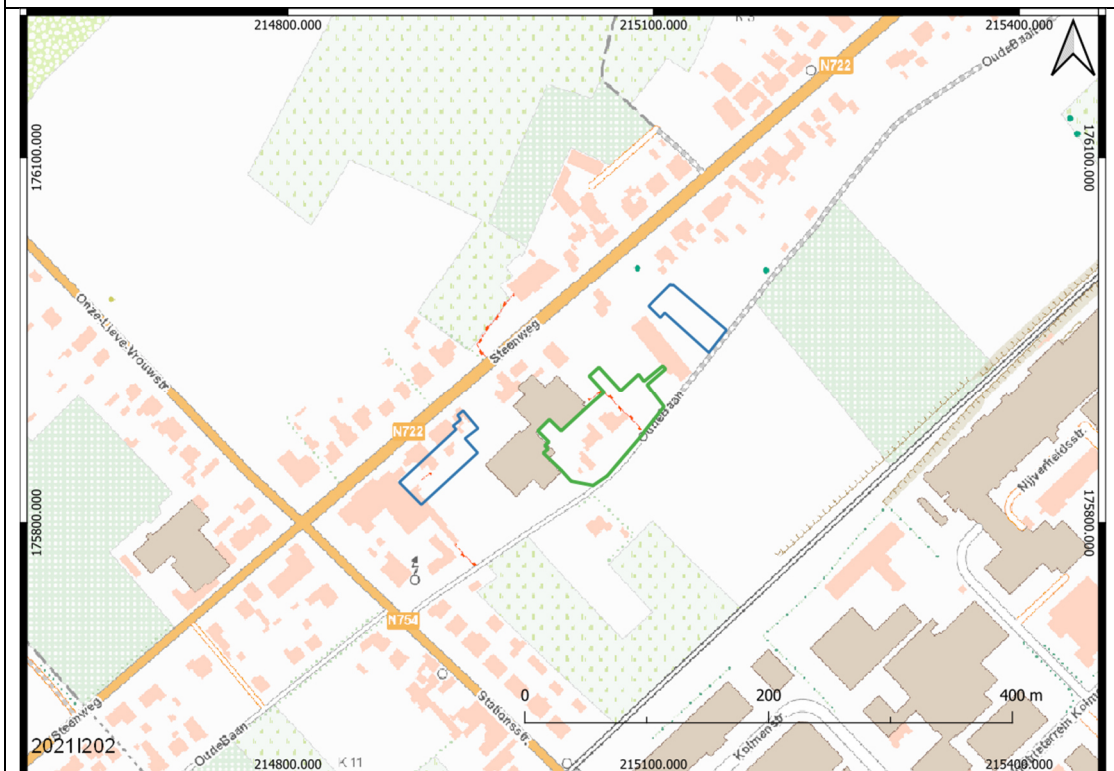 214800.000
215100.000
215400.000
N722
OudeBaan
176100.000
176100.000
Onze-Lieve-Vrouwstr.
Steenweg
N722
OudeBaan
Nijverheidsstr.
175800.000
175800.000
N754
0
200
400 m
Steenweg
Stationsstr.
OudeBaan
Kolmenstr.
2021I202
214800.000
K 11
215100.000
215400.000